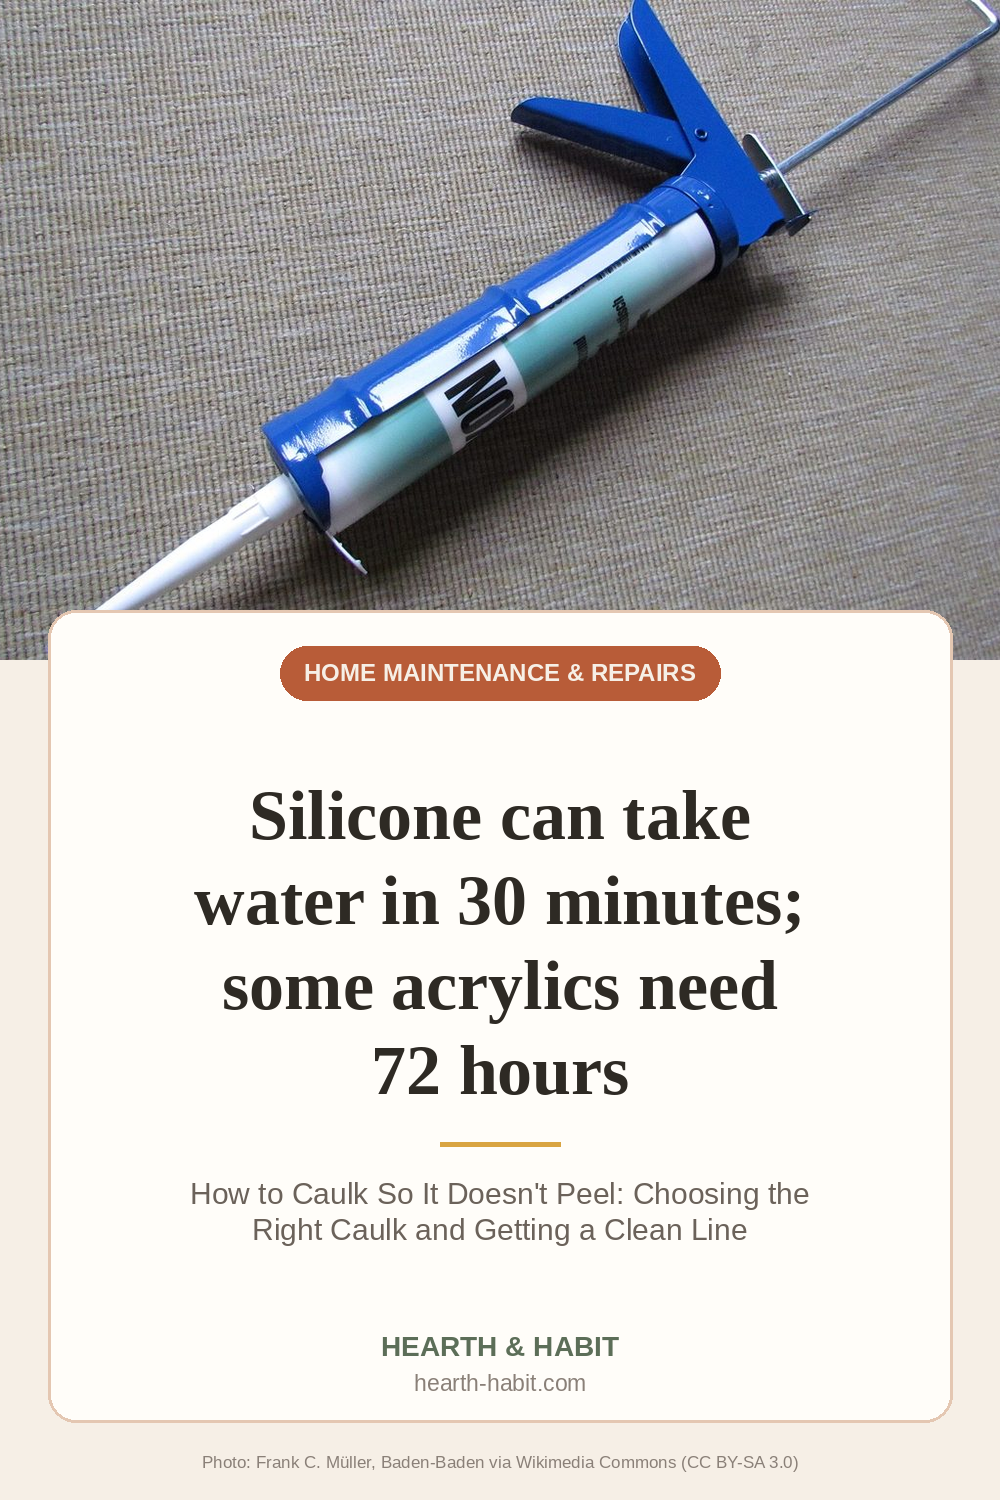 HOME MAINTENANCE & REPAIRS
Silicone can take
water in 30 minutes;
some acrylics need
72 hours
How to Caulk So It Doesn't Peel: Choosing the
Right Caulk and Getting a Clean Line
HEARTH & HABIT
hearth-habit.com
Photo: Frank C. Müller, Baden-Baden via Wikimedia Commons (CC BY-SA 3.0)